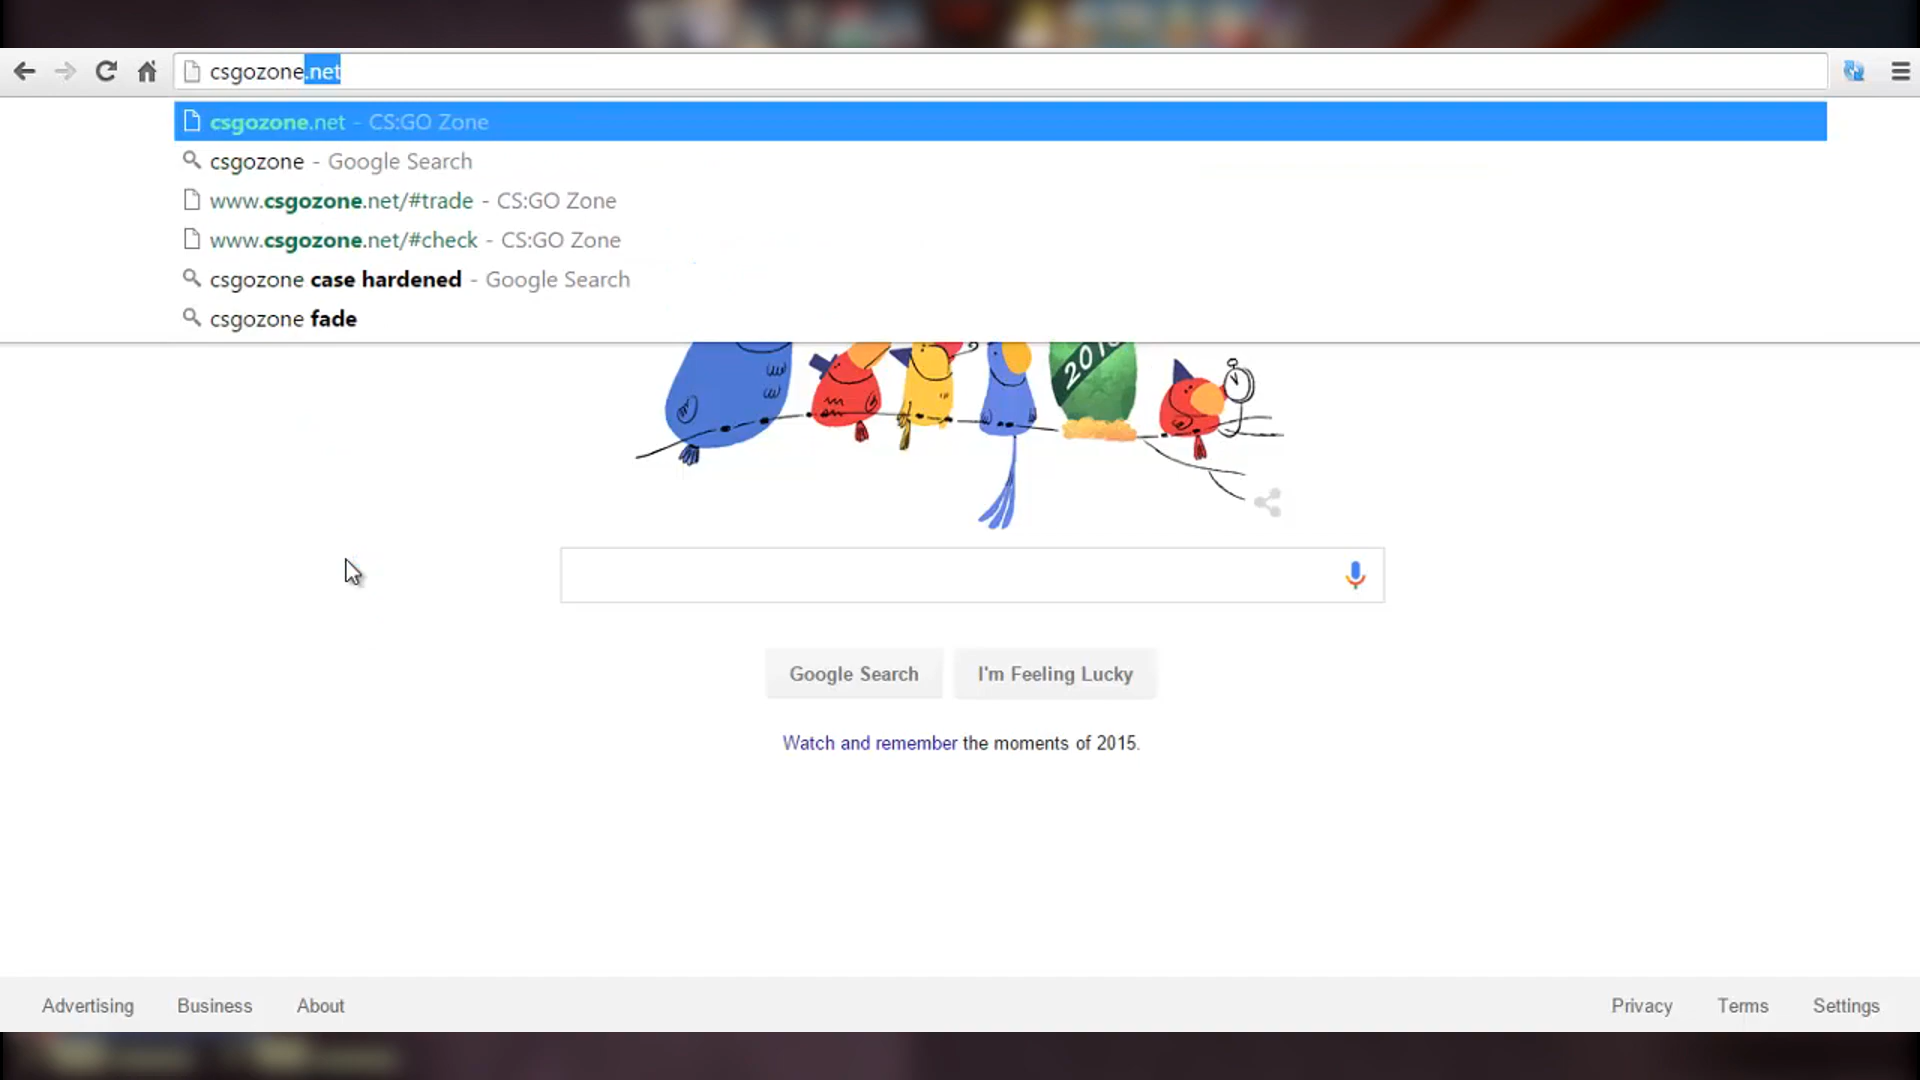 csgozone.net
csgozone.net - CS:GO Zone
csgozone - Google Search
www.csgozone.net/#trade - CS:GO Zone
www.csgozone.net/#check - CS:GO Zone
csgozone case hardened - Google Search
csgozone fade
Google Search
I'm Feeling Lucky
Watch and remember the moments of 2015.
Advertising Business About Privacy Terms Settings